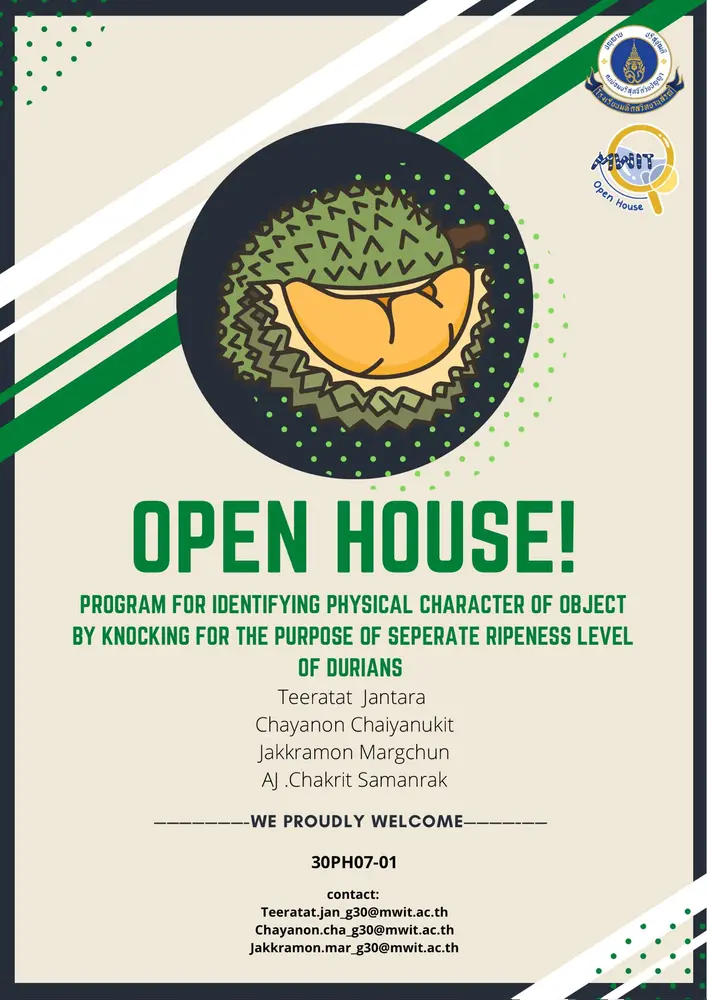 MWIT
Open House
OPEN HOUSE!
PROGRAM FOR IDENTIFYING PHYSICAL CHARACTER OF OBJECT
BY KNOCKING FOR THE PURPOSE OF SEPERATE RIPENESS LEVEL
OF DURIANS
Teeratat Jantara
Chayanon Chaiyanukit
Jakkramon Margchun
AJ .Chakrit Samanrak
———————-WE PROUDLY WELCOME———————
30PH07-01
contact:
Teeratat.jan_g30@mwit.ac.th
Chayanon.cha_g30@mwit.ac.th
Jakkramon.mar_g30@mwit.ac.th